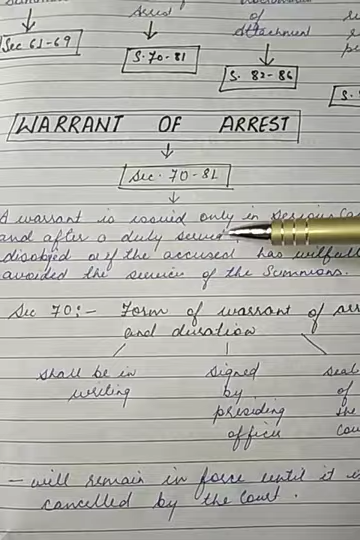 Arrest
of
Attachment
Sec 61-69
S. 70-81
S. 82-86
S.
WARRANT OF ARREST
Sec. 70-81
A warrant is issued only in serious
and after a duly
disobeyed or if the accused has
avoided the service of the Summons.
Sec 70:- Form of warrant of
and duration
shall be in writing
signed by presiding officer
seal of the
- will remain in force until it is
cancelled by the court.